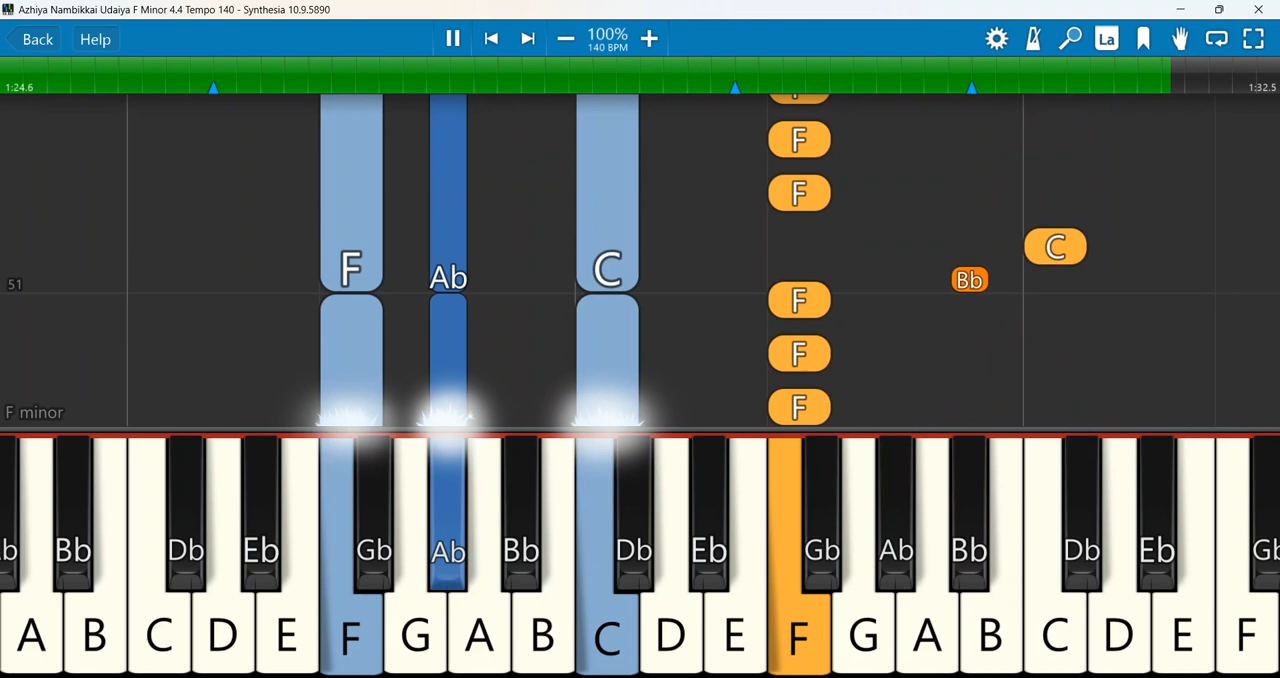 Azhiya Nambikkai Udaiya F Minor 4.4 Tempo 140 - Synthesia 10.9.5890
Back Help 100% La
140 BPM
1:24.6 1:32.5
F
F
F
C
F Ab C Bb
51
F
F
F minor F
b Bb Db Eb Gb Ab Bb Db Eb Gb Ab Bb Db Eb Gb
A B C D E F G A B C D E F G A B C D E F